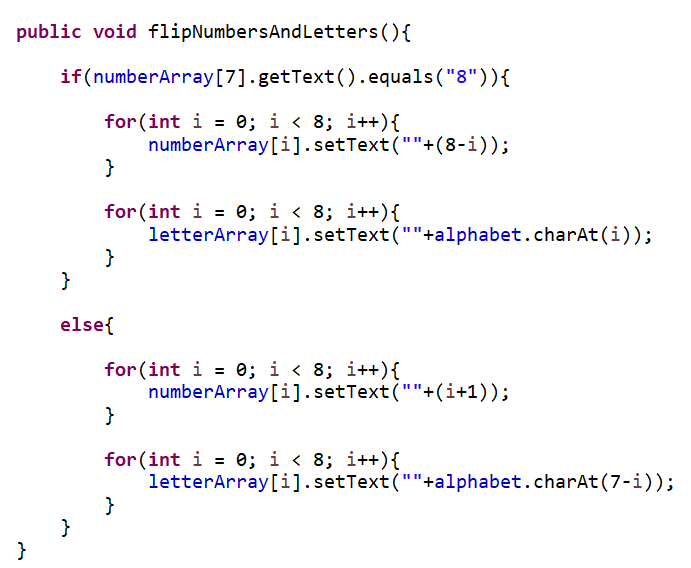 public void flipNumbersAndLetters(){
if(numberArray[7].getText().equals("8")){
for(int i = 0; i < 8; i++){
numberArray[i].setText(""+(8-i));
}
for(int i = 0; i < 8; i++){
letterArray[i].setText(""+alphabet.charAt(i));
}
}
else{
for(int i = 0; i < 8; i++){
numberArray[i].setText(""+(i+1));
}
for(int i = 0; i < 8; i++){
letterArray[i].setText(""+alphabet.charAt(7-i));
}
}
}